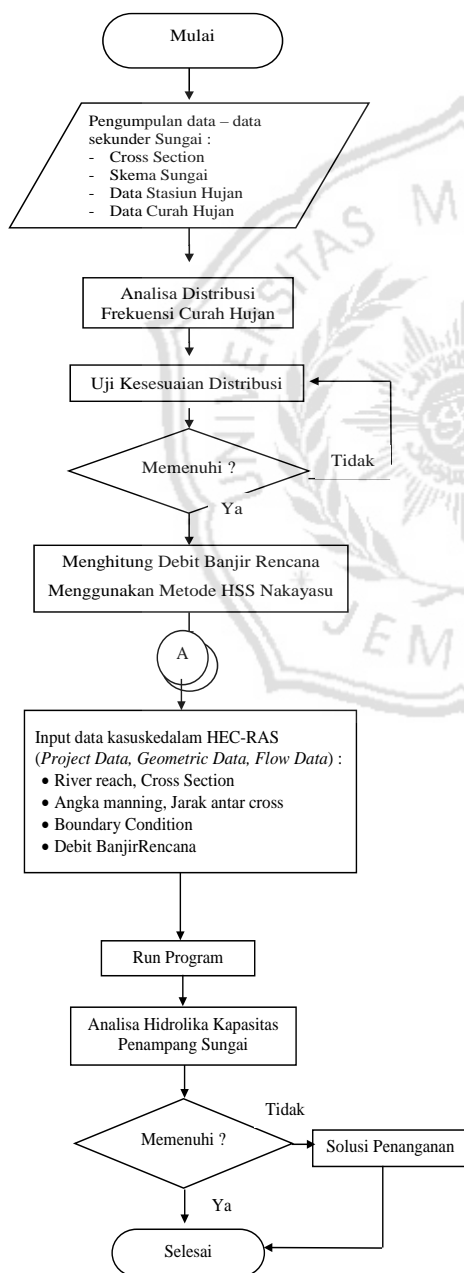 Mulai
Pengumpulan data – data
sekunder Sungai :
- Cross Section
- Skema Sungai
- Data Stasiun Hujan
- Data Curah Hujan
Analisa Distribusi
Frekuensi Curah Hujan
Uji Kesesuaian Distribusi
Memenuhi ?
Tidak
Ya
Menghitung Debit Banjir Rencana
Menggunakan Metode HSS Nakayasu
A
Input data kasuskedalam HEC-RAS
(Project Data, Geometric Data, Flow Data) :
• River reach, Cross Section
• Angka manning, Jarak antar cross
• Boundary Condition
• Debit BanjirRencana
Run Program
Analisa Hidrolika Kapasitas
Penampang Sungai
Memenuhi ?
Tidak
Solusi Penanganan
Ya
Selesai
UNIVERSITAS M
JEM